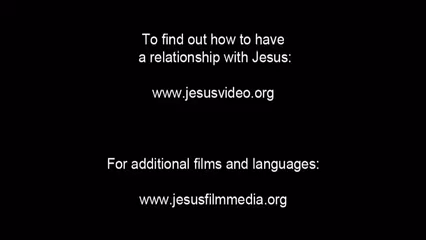 To find out how to have
a relationship with Jesus:
www.jesusvideo.org
For additional films and languages:
www.jesusfilmmedia.org